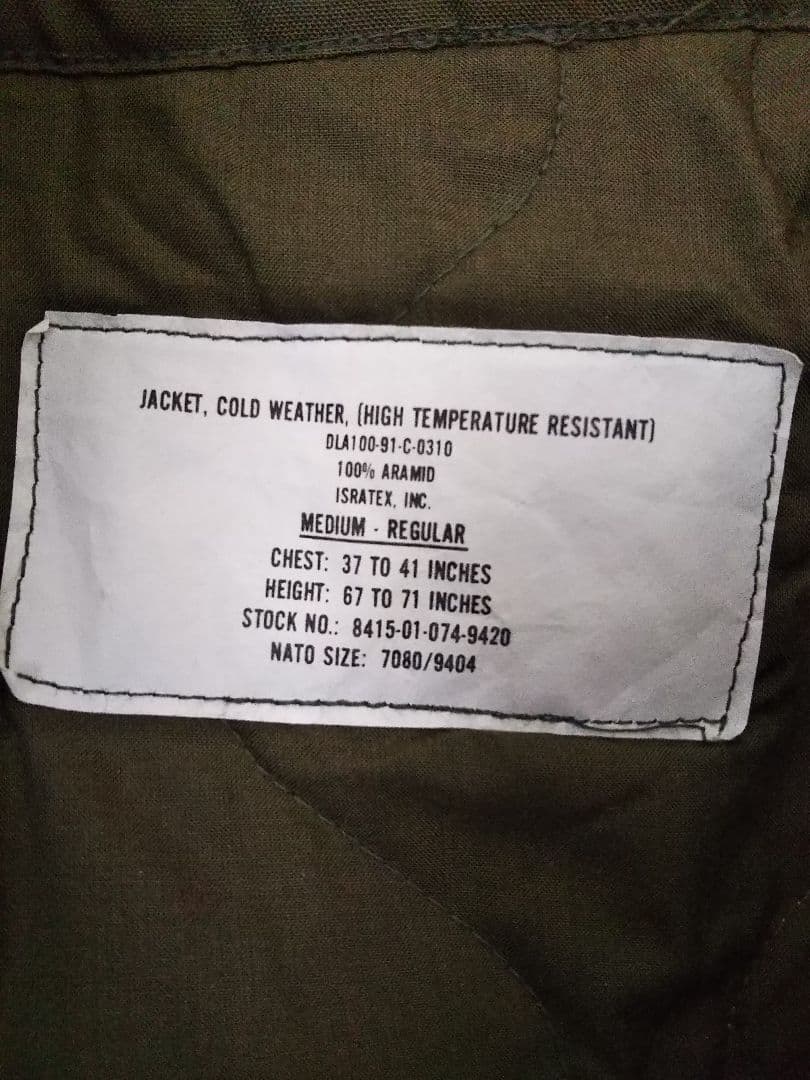 JACKET, COLD WEATHER, (HIGH TEMPERATURE RESISTANT)
DLA100-91-C-0310
100% ARAMID
ISRATEX, INC.
MEDIUM - REGULAR
CHEST: 37 TO 41 INCHES
HEIGHT: 67 TO 71 INCHES
STOCK NO.: 8415-01-074-9420
NATO SIZE: 7080/9404